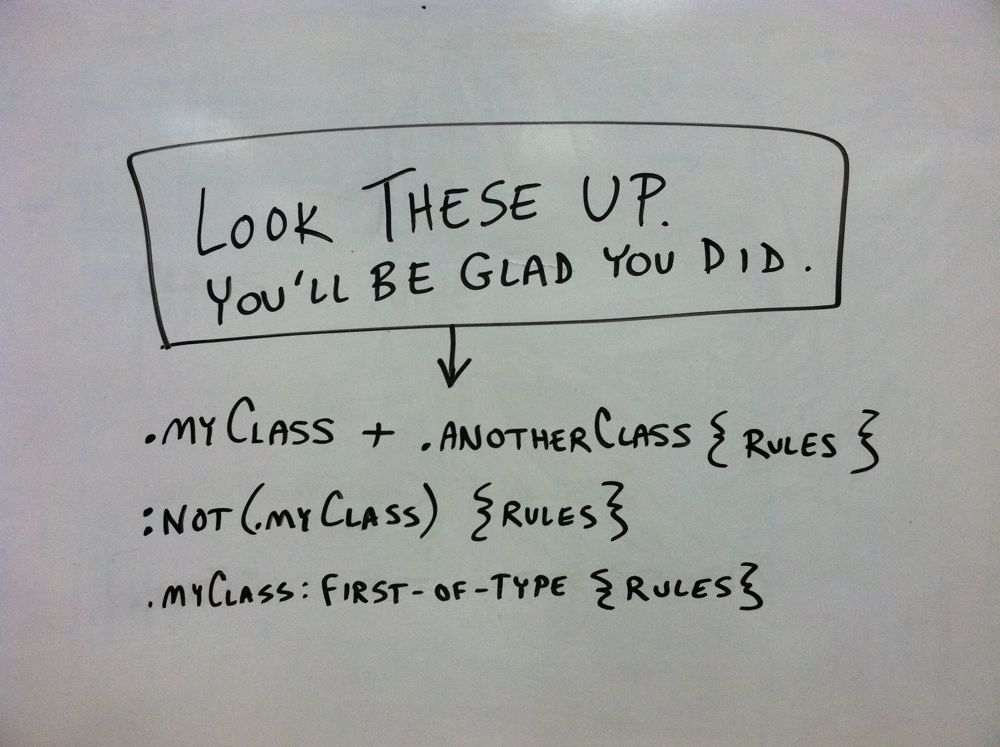 LOOK THESE UP.
YOU'LL BE GLAD YOU DID.
.MYCLASS + .ANOTHERCLASS { RULES }
:NOT(.MYCLASS) {RULES}
.MYCLASS:FIRST-OF-TYPE {RULES}